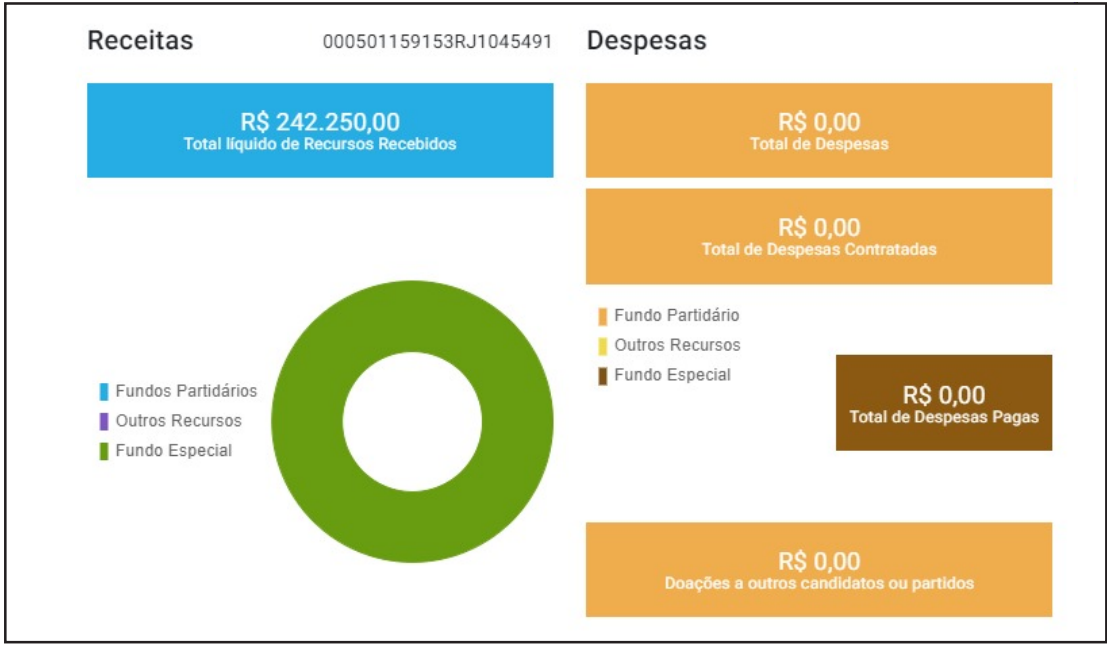 Receitas
000501159153RJ1045491
R$ 242.250,00
Total líquido de Recursos Recebidos
Fundos Partidários
Outros Recursos
Fundo Especial
Despesas
R$ 0,00
Total de Despesas
R$ 0,00
Total de Despesas Contratadas
Fundo Partidário
Outros Recursos
Fundo Especial
R$ 0,00
Total de Despesas Pagas
R$ 0,00
Doações a outros candidatos ou partidos